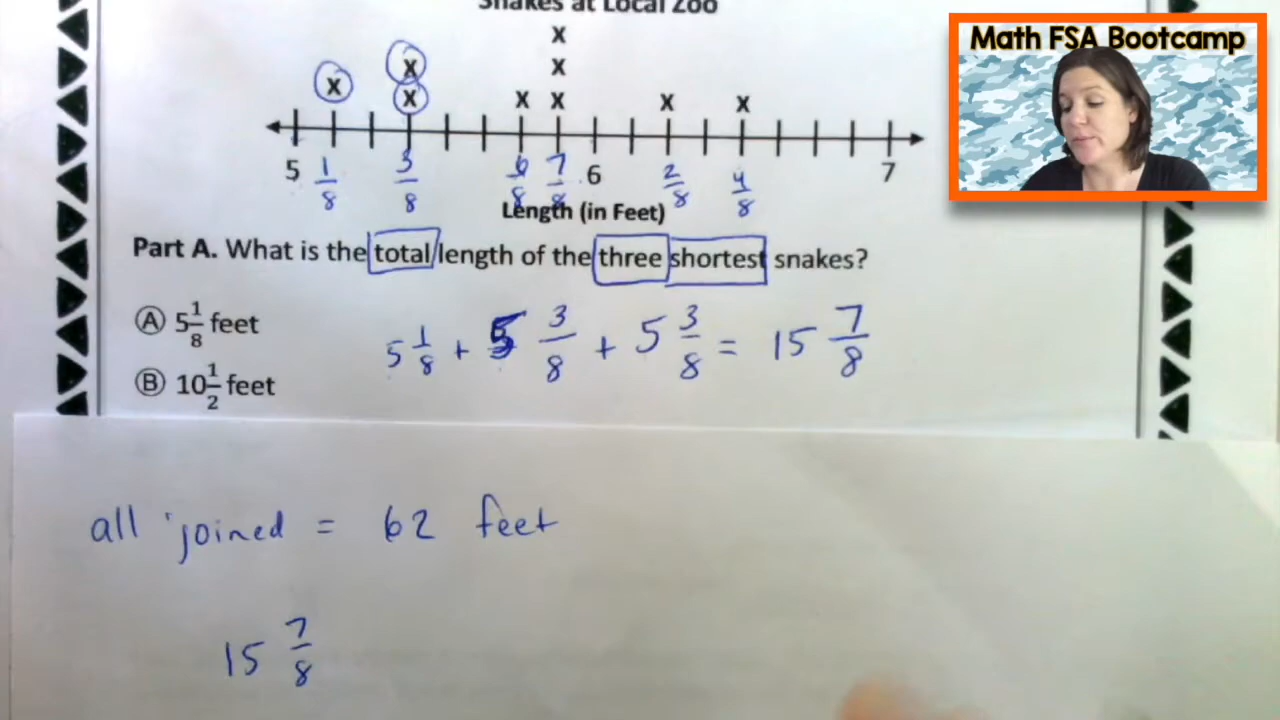 Snakes at Local Zoo
Math FSA Bootcamp
x
x x
x x x x x x
5 1/8 3/8 6/8 7/8 6 2/8 4/8 7
Length (in Feet)
Part A. What is the total length of the three shortest snakes?
A 5 1/8 feet
5 1/8 + 5 3/8 + 5 3/8 = 15 7/8
B 10 1/2 feet
all joined = 62 feet
15 7/8